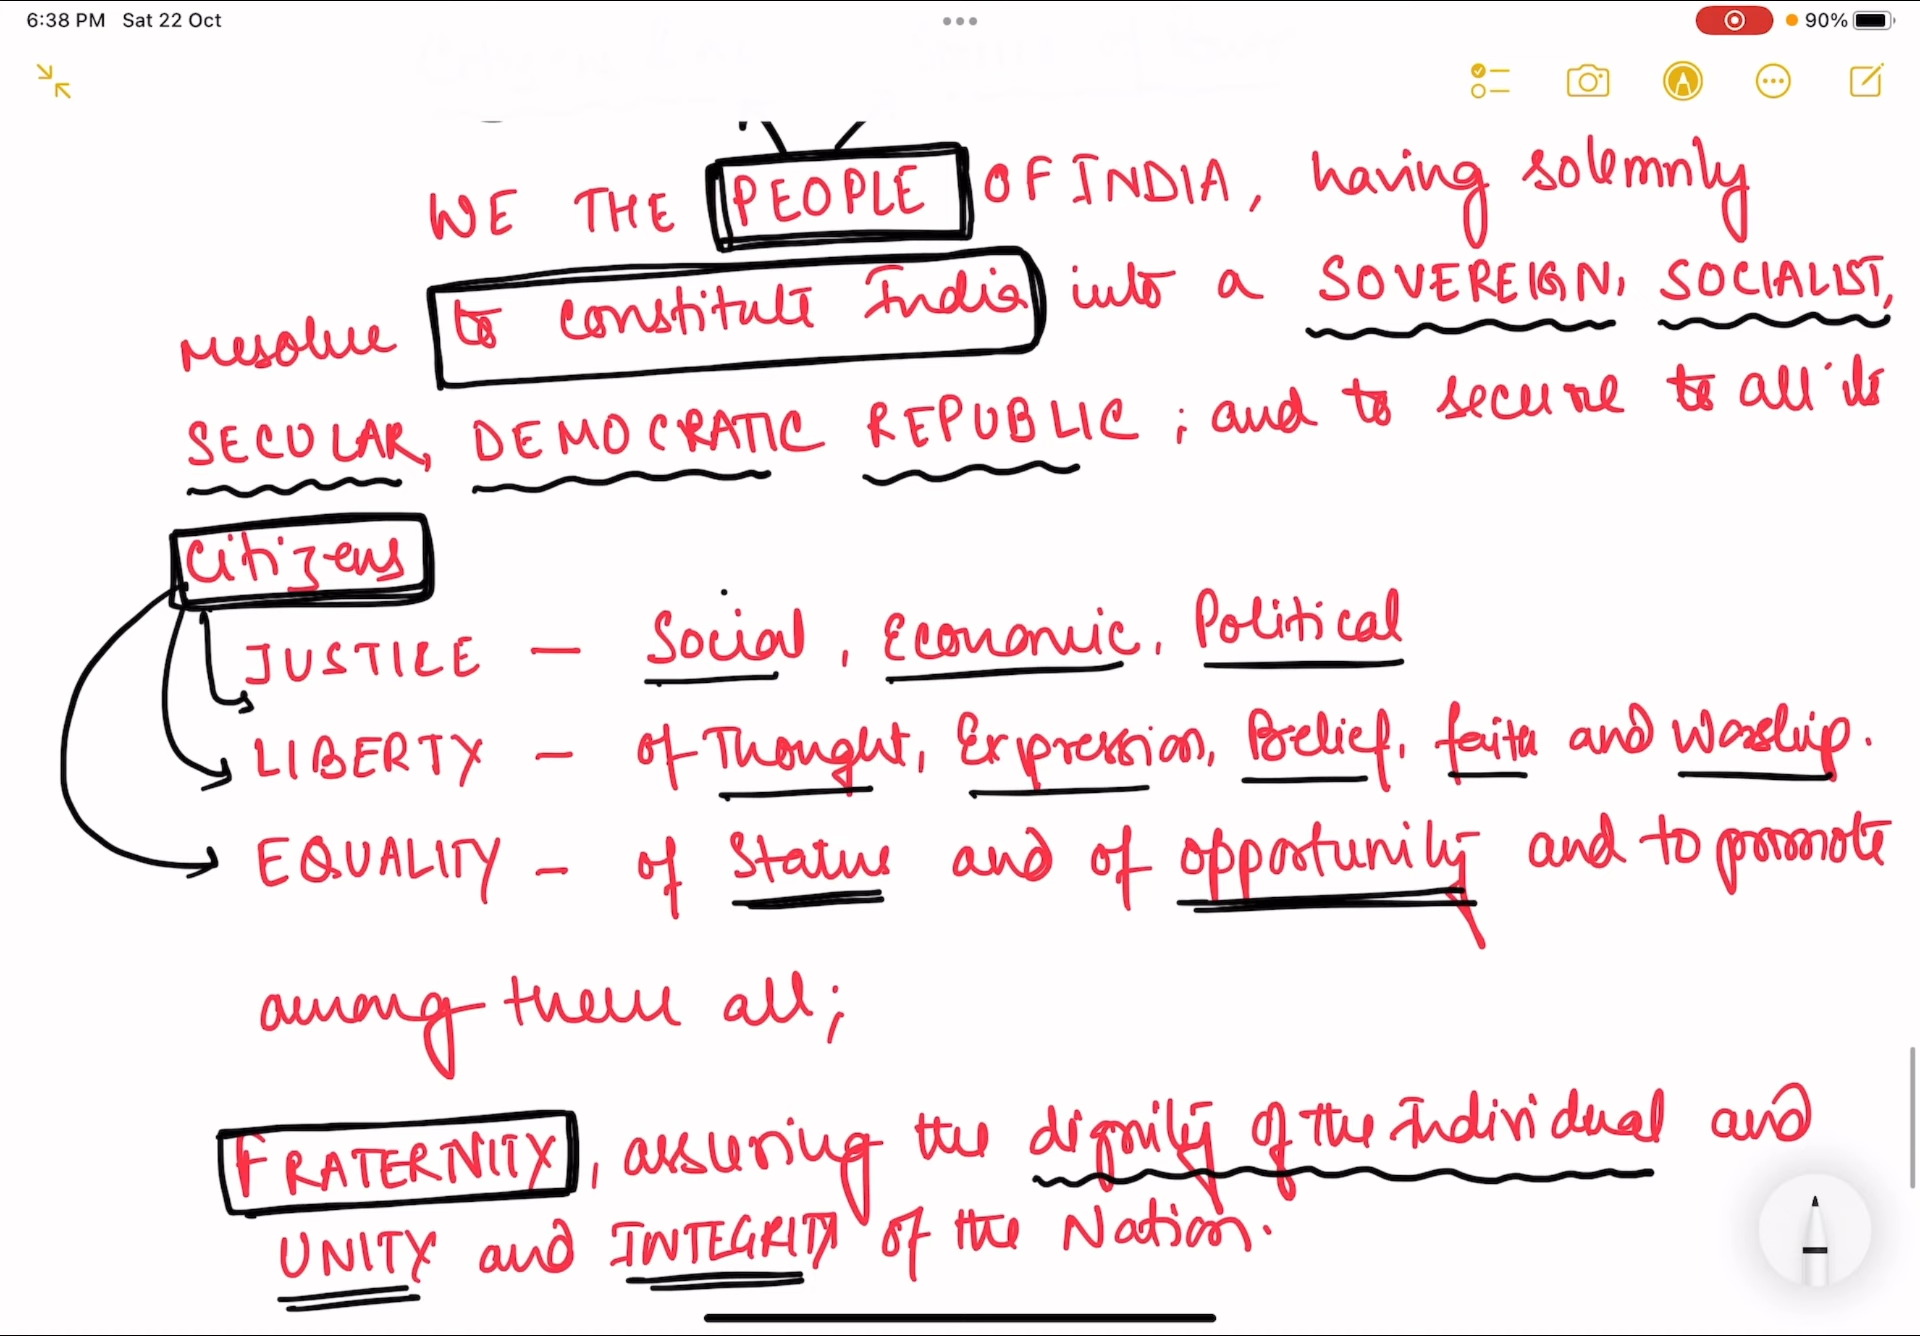 6:38 PM Sat 22 Oct
90%
WE THE PEOPLE OF INDIA, having solemnly
resolve to constitute India into a SOVEREIGN, SOCIALIST,
SECULAR, DEMOCRATIC REPUBLIC ; and to secure to all its
Citizens
JUSTICE — Social, Economic, Political
LIBERTY — of Thought, Expression, Belief, faith and Worship.
EQUALITY — of Status and of opportunity and to promote
among them all;
FRATERNITY, assuring the dignity of the Individual and
UNITY and INTEGRITY of the Nation.